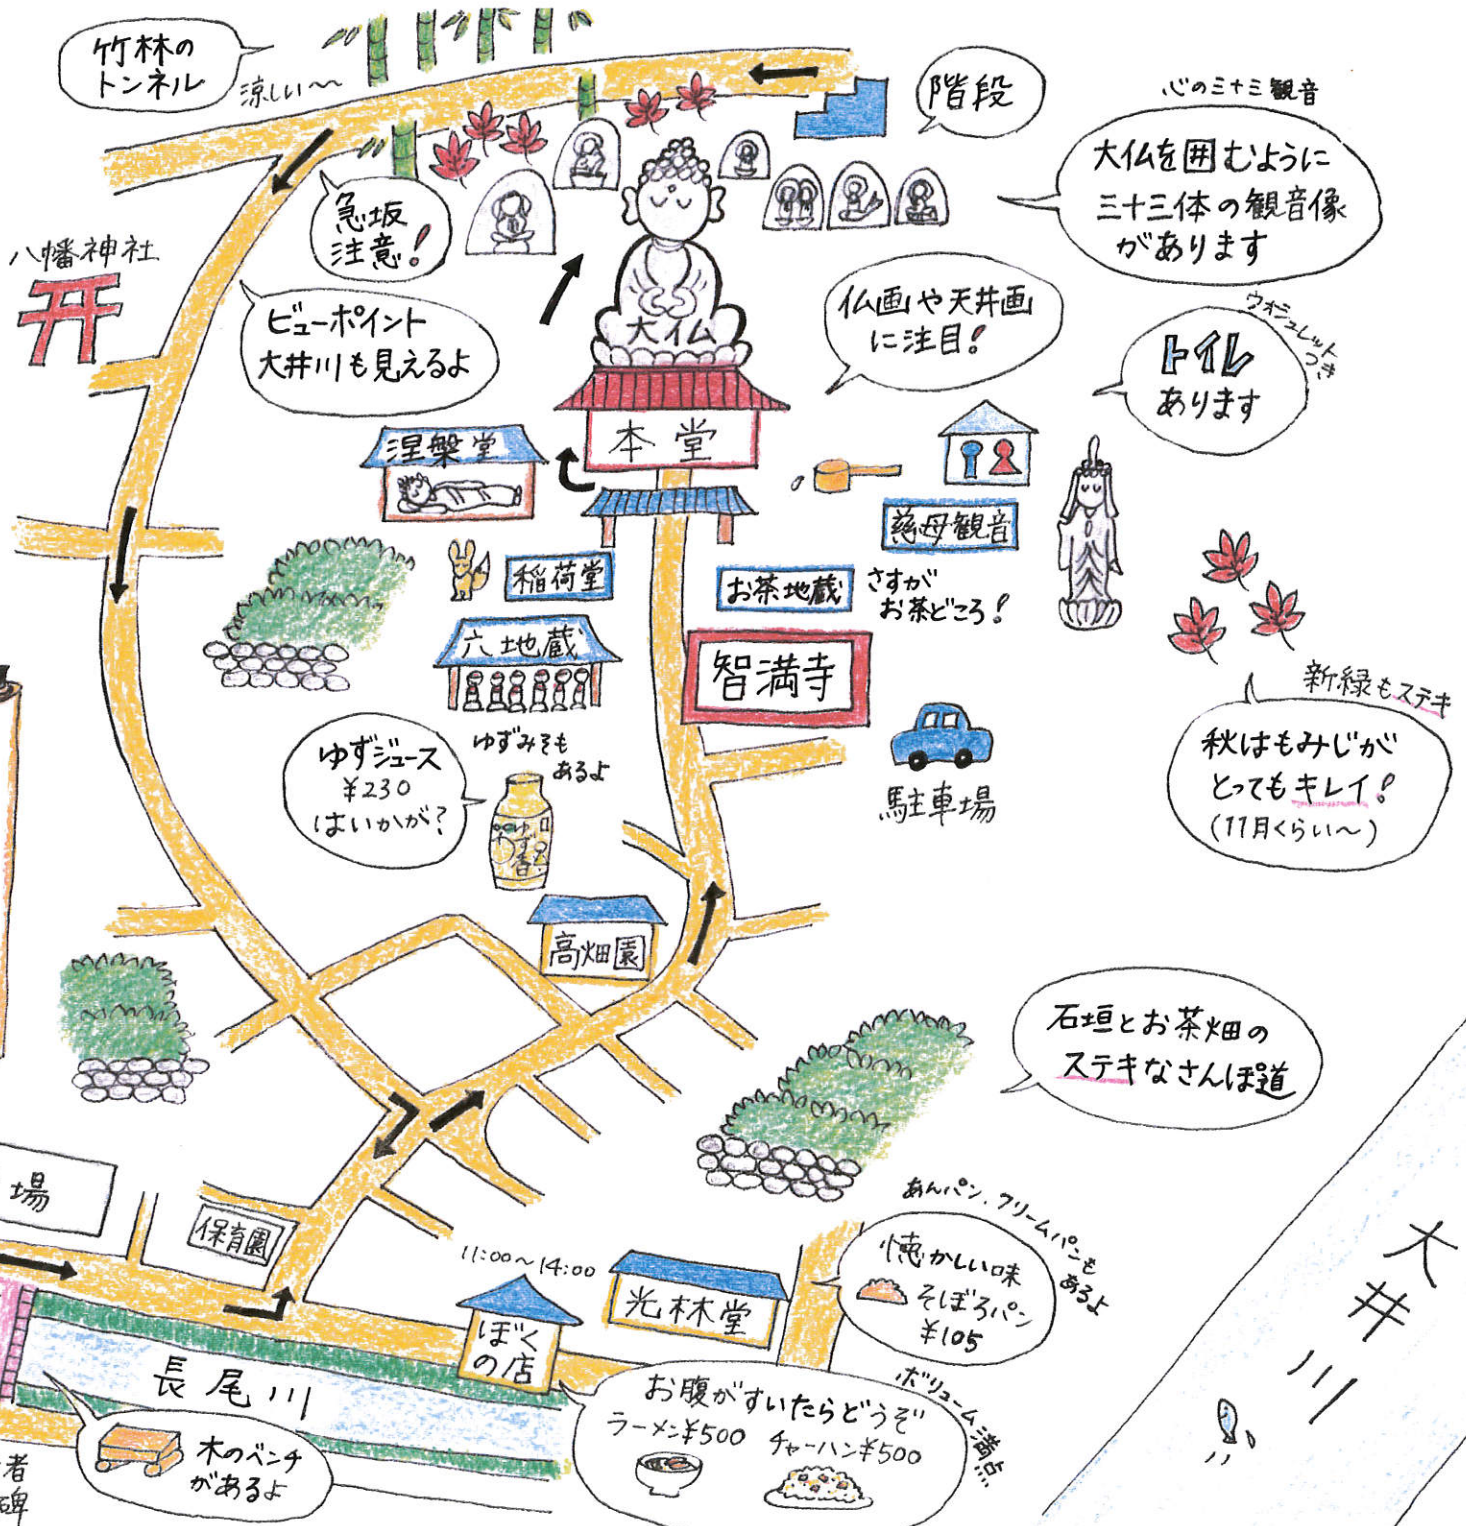 竹林の
トンネル
涼しい〜
階段
心の三十三観音
大仏を囲むように
三十三体の観音像
があります
急坂
注意!
八幡神社
ビューポイント
大井川も見えるよ
大仏
仏画や天井画
に注目!
ウォシュレット
つき
トイレ
あります
本堂
涅槃堂
慈母観音
稲荷堂
お茶地蔵
さすが
お茶どころ!
六地蔵
智満寺
新緑もステキ
秋はもみじが
とってもキレイ!
(11月くらい〜)
ゆずジュース
¥230
はいかが?
ゆずみそも
あるよ
ゆず香
駐車場
高畑園
石垣とお茶畑の
ステキなさんぽ道
場
保育園
あんパン、クリームパンも
あるよ
懐かしい味
そぼろパン
¥105
11:00〜14:00
光林堂
ぼく
の店
大井川
長尾川
ボリューム満点
お腹がすいたらどうぞ
ラーメン¥500
チャーハン¥500
木のベンチ
があるよ
者
碑